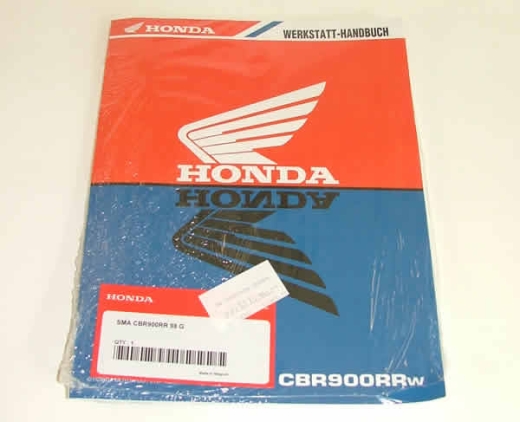 HONDA
WERKSTATT-HANDBUCH
HONDA
HONDA
HONDA
SMA CBR900RR 98 G
QTY : 1
CBR900RRW